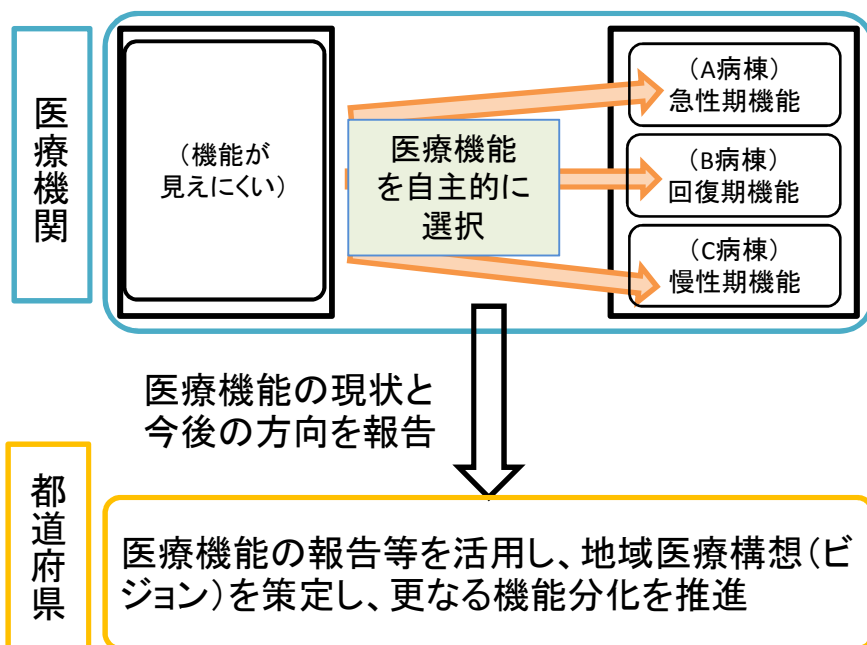 医療機関
（機能が
見えにくい）
医療機能
を自主的に
選択
（A病棟）
急性期機能
（B病棟）
回復期機能
（C病棟）
慢性期機能
医療機能の現状と
今後の方向を報告
都道府県
医療機能の報告等を活用し、地域医療構想（ビ
ジョン）を策定し、更なる機能分化を推進